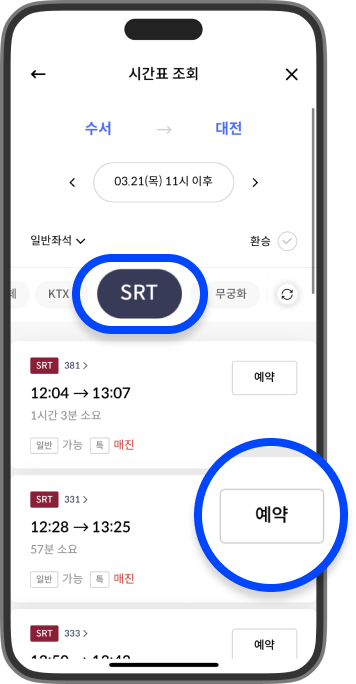 시간표 조회
수서 → 대전
03.21(목) 11시 이후
일반좌석
환승
KTX SRT 무궁화
SRT 381 예약
12:04 → 13:07
1시간 3분 소요
일반 가능 특 매진
SRT 331
12:28 → 13:25 예약
57분 소요
일반 가능 특 매진
SRT 333 예약